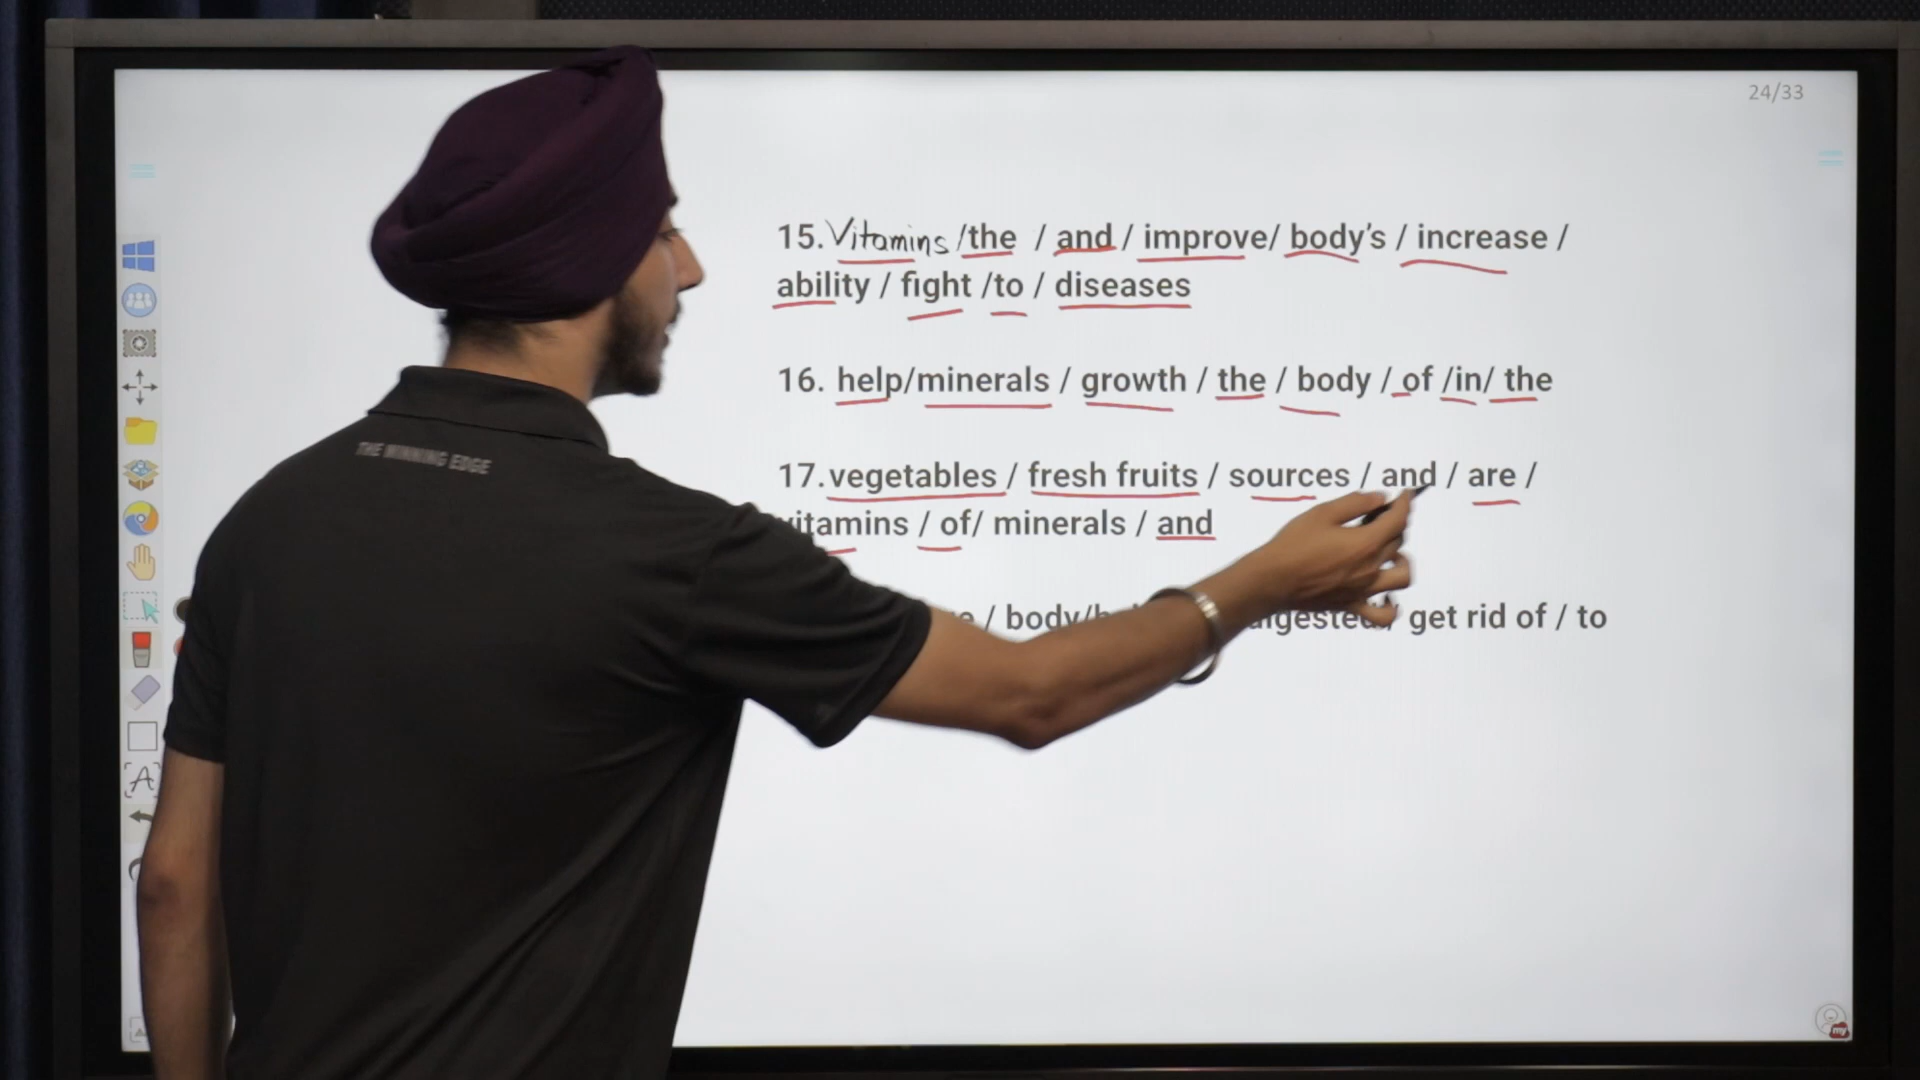 24/33
15. Vitamins /the / and / improve/ body's / increase /
ability / fight /to / diseases
16. help/minerals / growth / the / body / of /in/ the
17. vegetables / fresh fruits / sources / and / are /
vitamins / of/ minerals / and
/ body/ get rid of / to
THE WINNING EDGE